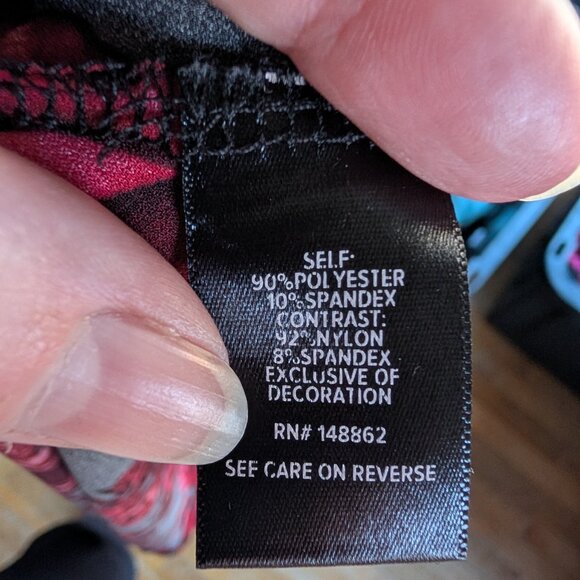 SELF:
90%POLYESTER
10%SPANDEX
CONTRAST:
92%NYLON
8%SPANDEX
EXCLUSIVE OF
DECORATION
RN# 148862
SEE CARE ON REVERSE